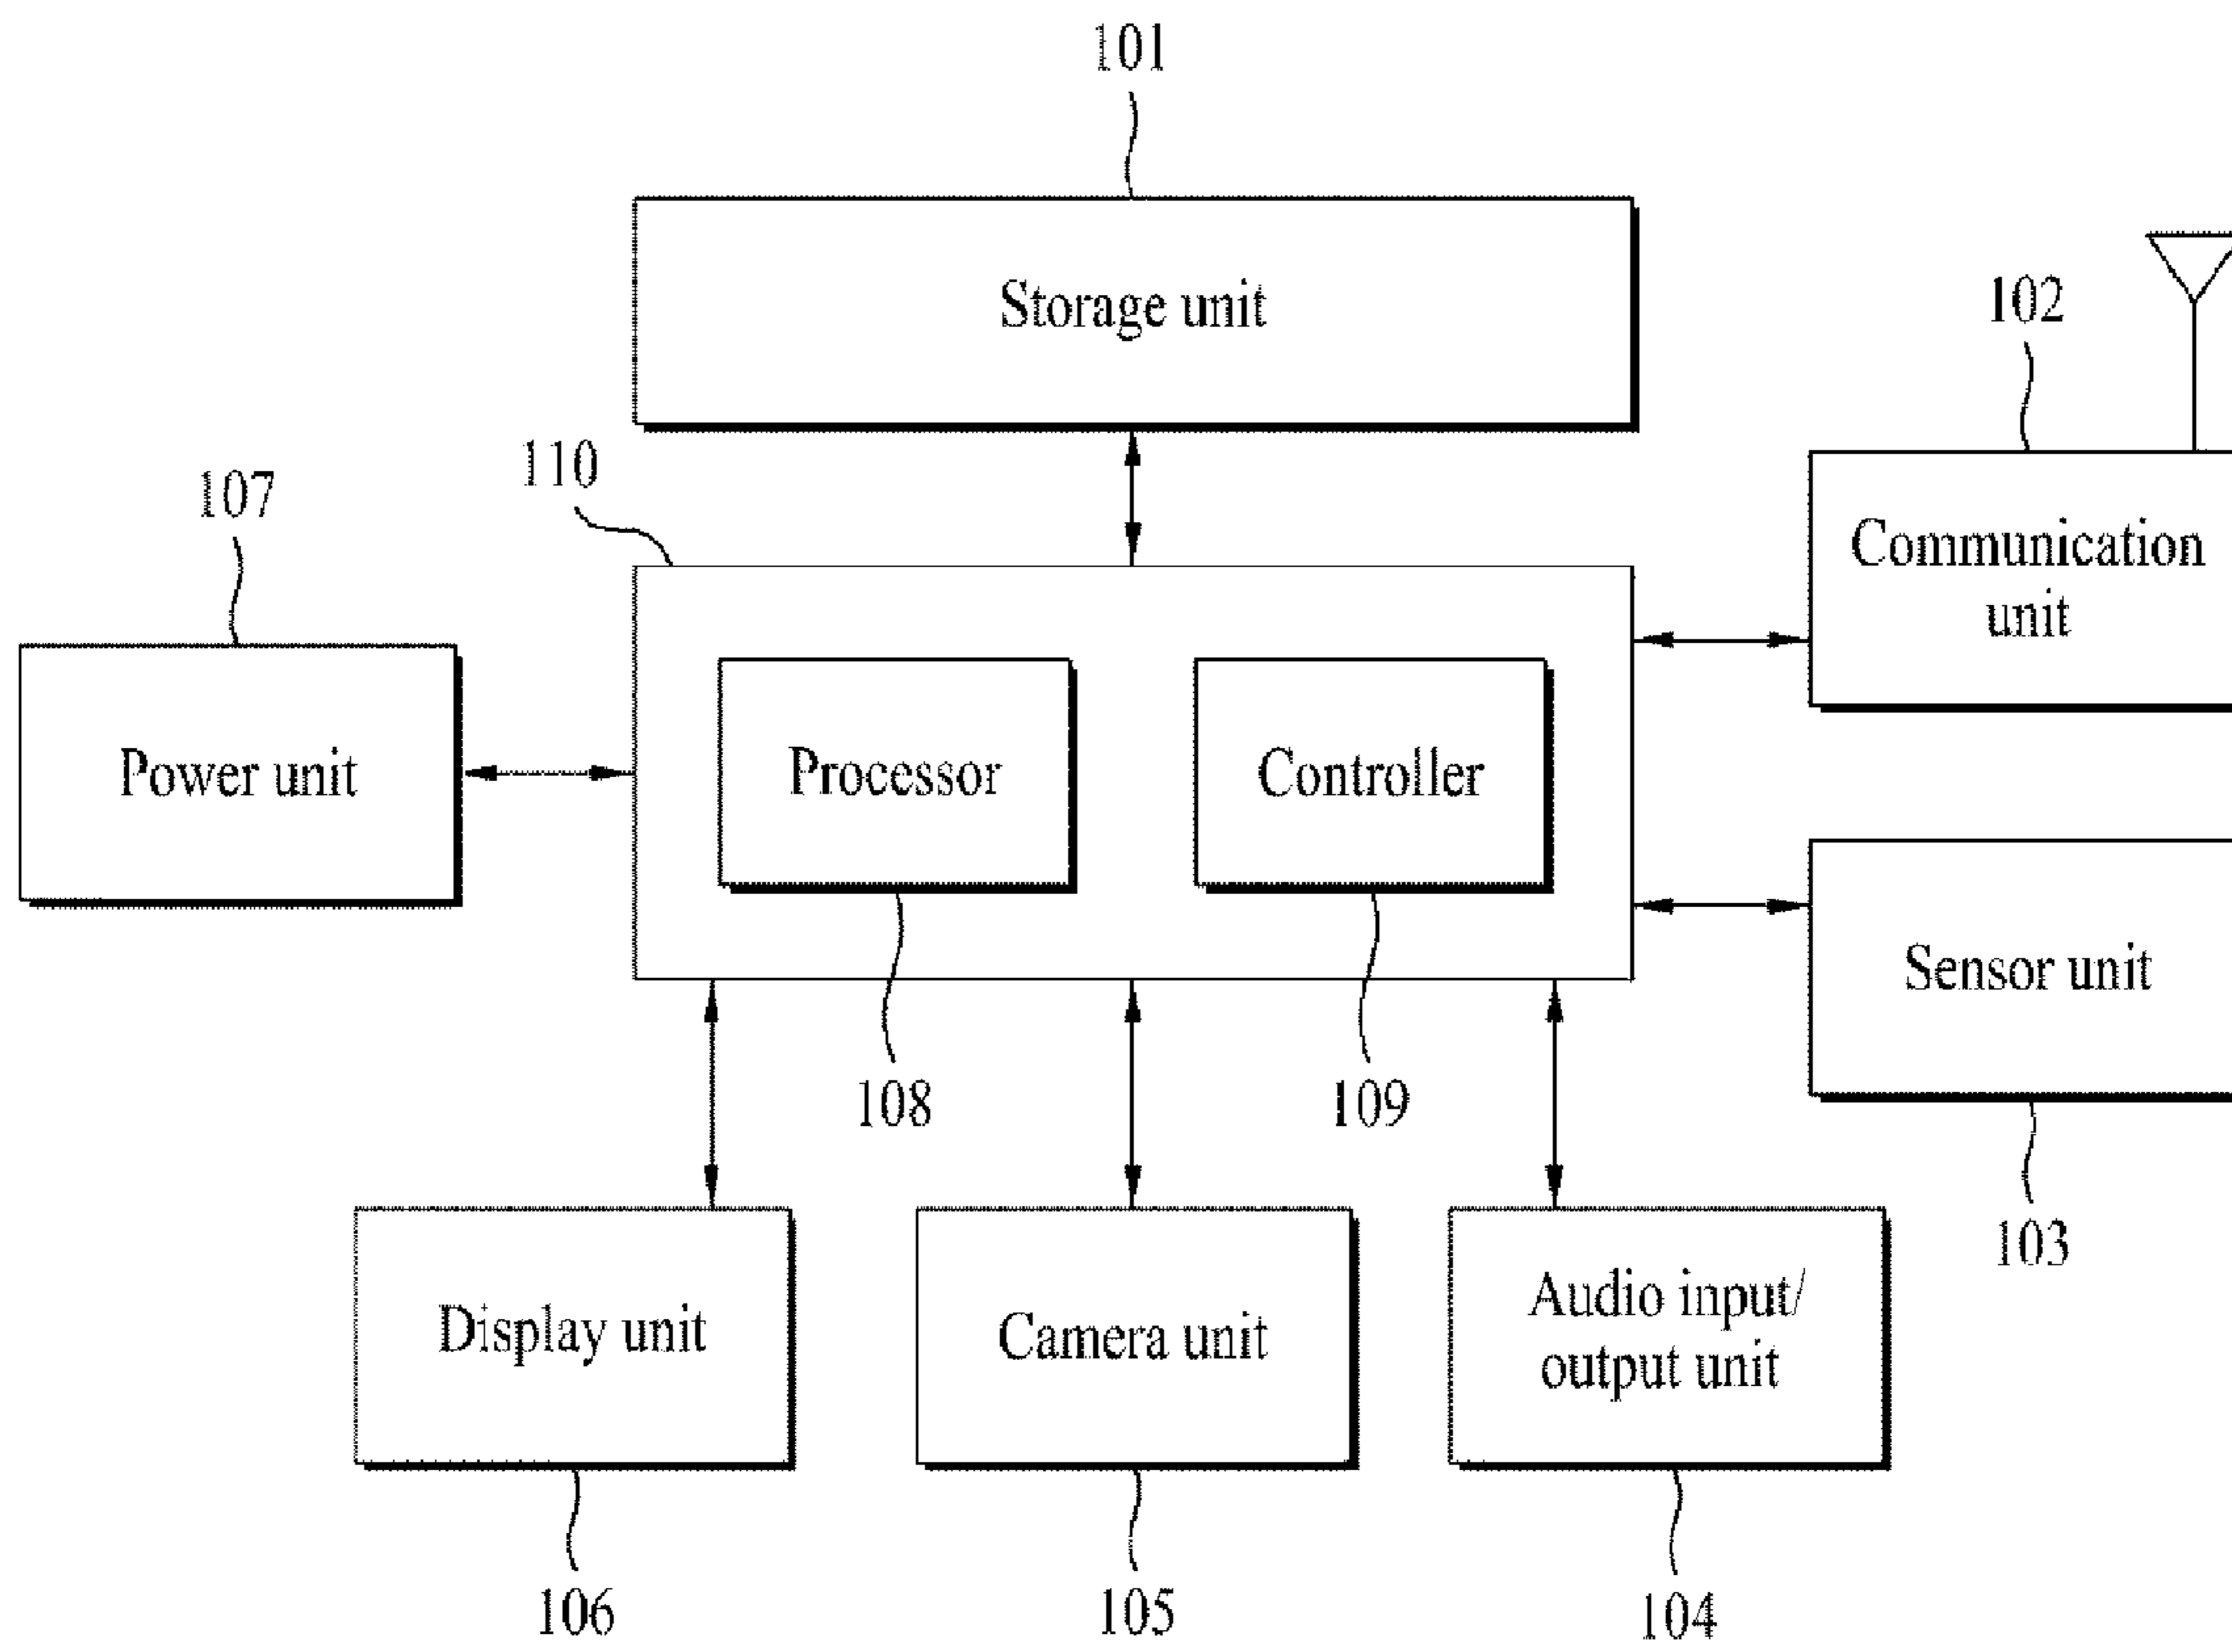 101
Storage unit
102
110
107
Communication
unit
Power unit
Processor
Controller
Sensor unit
108
109
103
Display unit
Camera unit
Audio input/
output unit
106
105
104